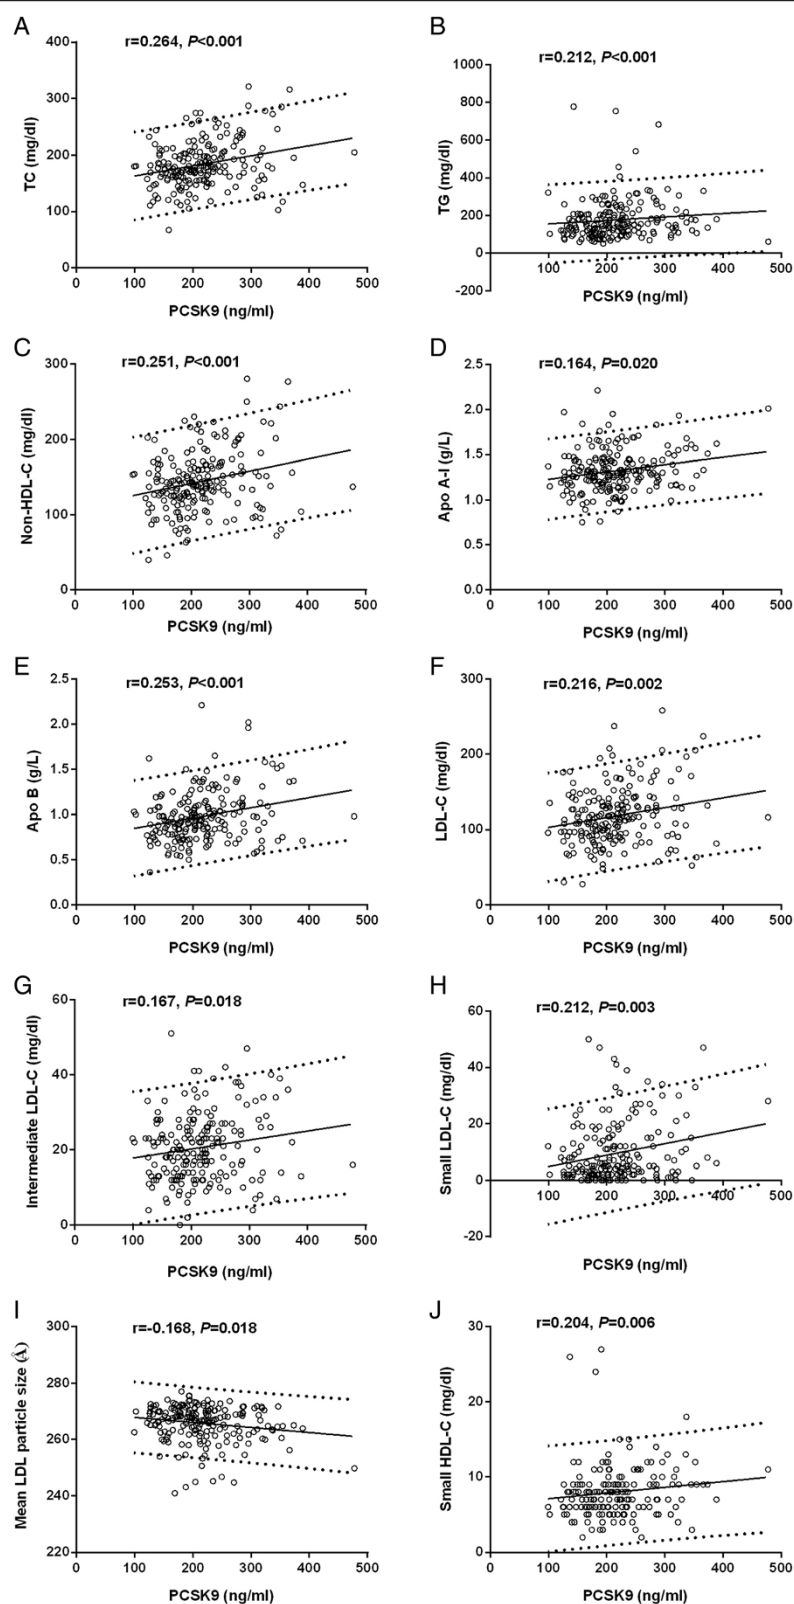 A
r=0.264, P<0.001
TC (mg/dl)
400
300
200
100
0
0 100 200 300 400 500
PCSK9 (ng/ml)
B
r=0.212, P<0.001
TG (mg/dl)
1000
800
600
400
200
0
-200
100 200 300 400 500
PCSK9 (ng/ml)
C
r=0.251, P<0.001
Non-HDL-C (mg/dl)
300
200
100
0
0 100 200 300 400 500
PCSK9 (ng/ml)
D
r=0.164, P=0.020
Apo A-I (g/L)
2.5
2.0
1.5
1.0
0.5
0.0
0 100 200 300 400 500
PCSK9 (ng/ml)
E
r=0.253, P<0.001
Apo B (g/L)
2.5
2.0
1.5
1.0
0.5
0.0
0 100 200 300 400 500
PCSK9 (ng/ml)
F
r=0.216, P=0.002
LDL-C (mg/dl)
300
200
100
0
0 100 200 300 400 500
PCSK9 (ng/ml)
G
r=0.167, P=0.018
Intermediate LDL-C (mg/dl)
60
40
20
0
0 100 200 300 400 500
PCSK9 (ng/ml)
H
r=0.212, P=0.003
Small LDL-C (mg/dl)
60
40
20
0
-20
100 200 300 400 500
PCSK9 (ng/ml)
I
r=-0.168, P=0.018
Mean LDL particle size (Å)
300
280
260
240
220
0 100 200 300 400 500
PCSK9 (ng/ml)
J
r=0.204, P=0.006
Small HDL-C (mg/dl)
30
20
10
0
0 100 200 300 400 500
PCSK9 (ng/ml)